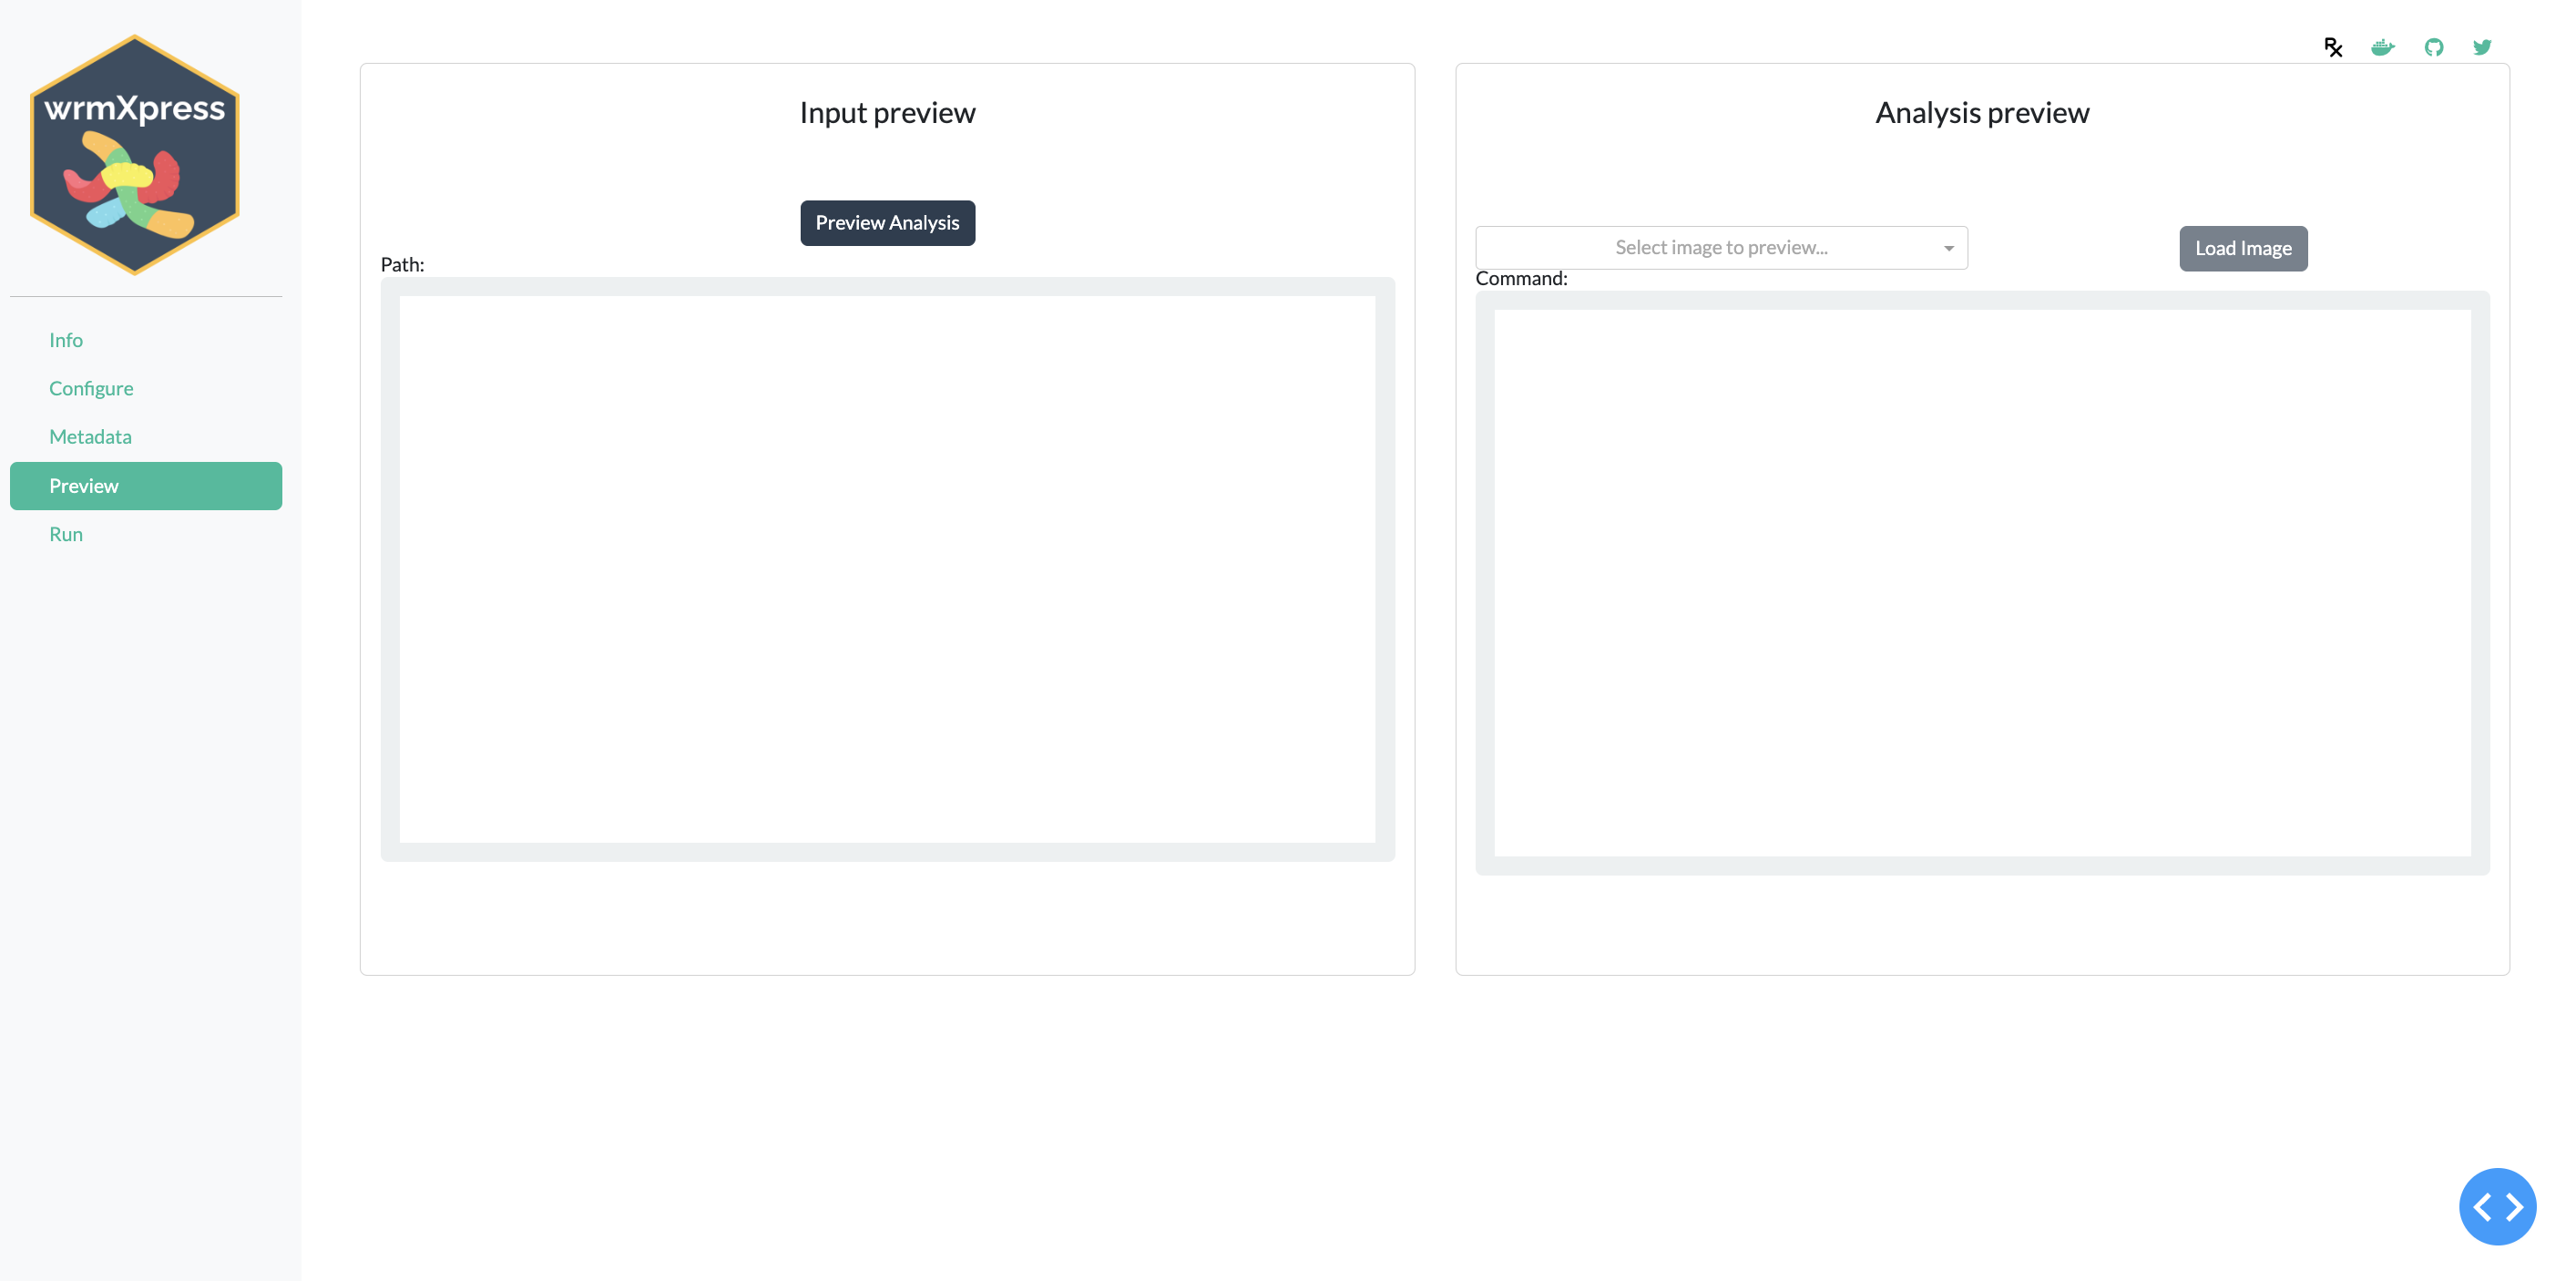 wrmXpress
Info
Configure
Metadata
Preview
Run
Input preview
Preview Analysis
Path:
Analysis preview
Select image to preview...
Load Image
Command: